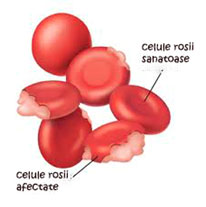 celule rosii
sanatoase
celule rosii
afectate